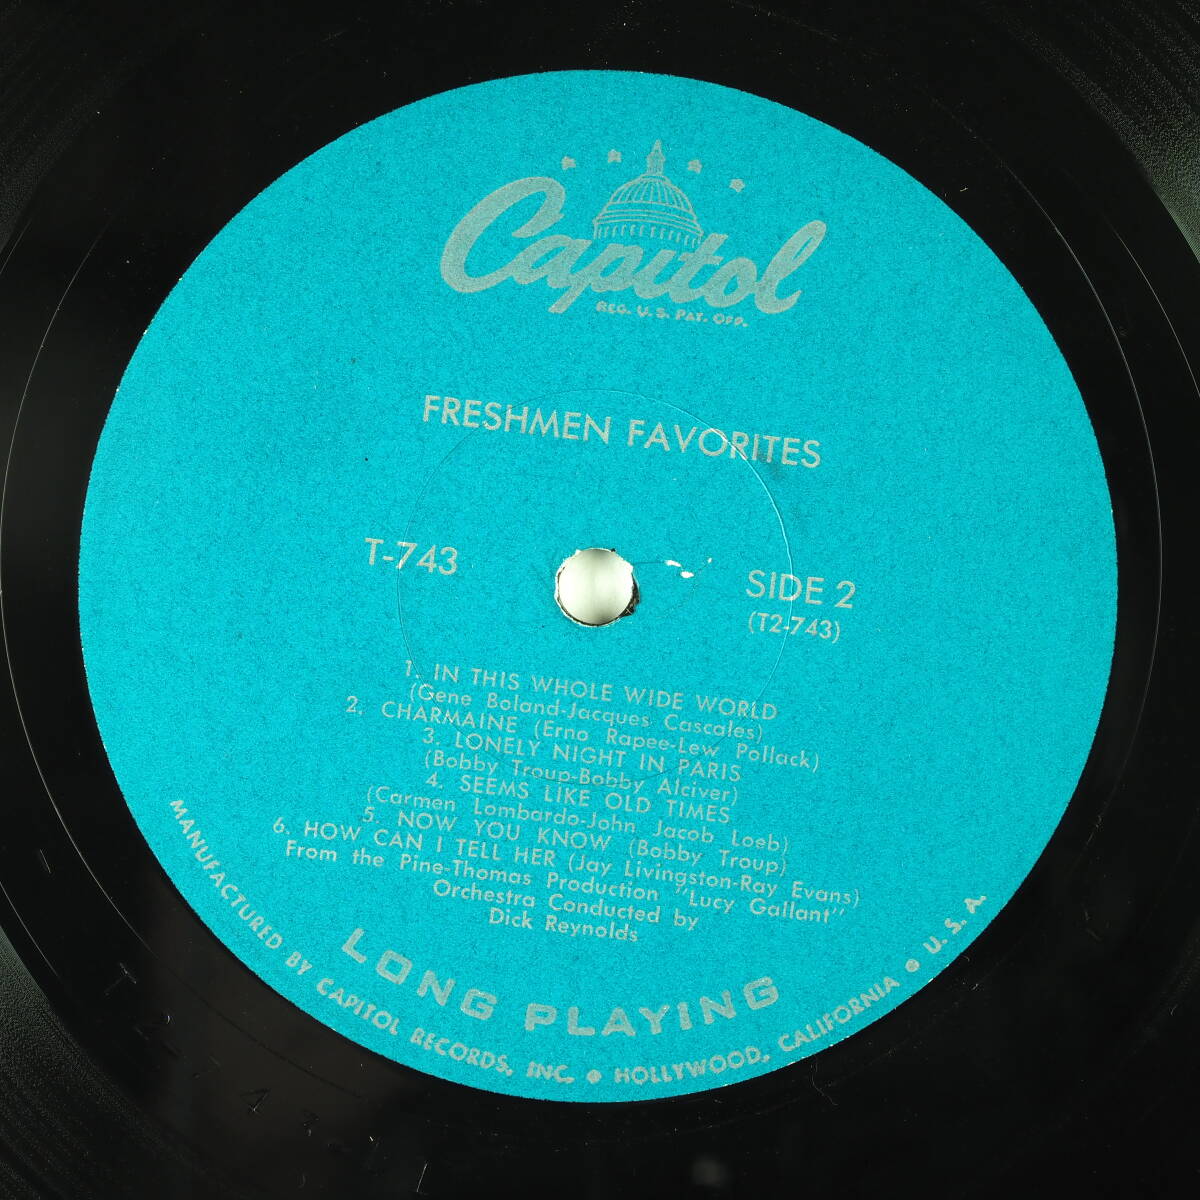 Capitol
REG. U. S. PAT. OFF.
FRESHMEN FAVORITES
T-743
SIDE 2
(T2-743)
1. IN THIS WHOLE WIDE WORLD
(Gene Boland-Jacques Cascales)
2. CHARMAINE (Erno Rapee-Lew Pollack)
3. LONELY NIGHT IN PARIS
(Bobby Troup-Bobby Alciver)
4. SEEMS LIKE OLD TIMES
(Carmen Lombardo-John Jacob Loeb)
5. NOW YOU KNOW (Bobby Troup)
6. HOW CAN I TELL HER (Jay Livingston-Ray Evans)
From the Pine-Thomas Production "Lucy Gallant"
Orchestra Conducted by
Dick Reynolds
LONG PLAYING
MANUFACTURED BY CAPITOL RECORDS, INC. • HOLLYWOOD, CALIFORNIA • U. S. A.